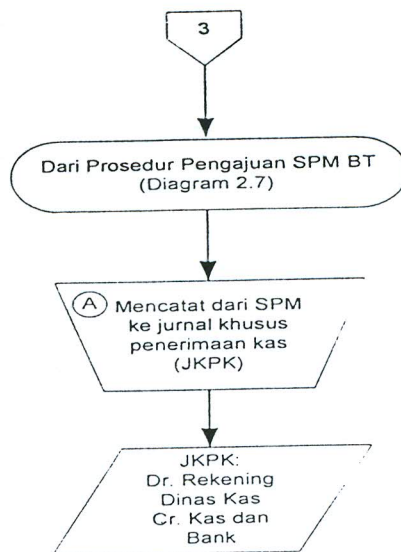 3
Dari Prosedur Pengajuan SPM BT
(Diagram 2.7)
A
Mencatat dari SPM
ke jurnal khusus
penerimaan kas
(JKPK)
JKPK:
Dr. Rekening
Dinas Kas
Cr. Kas dan
Bank